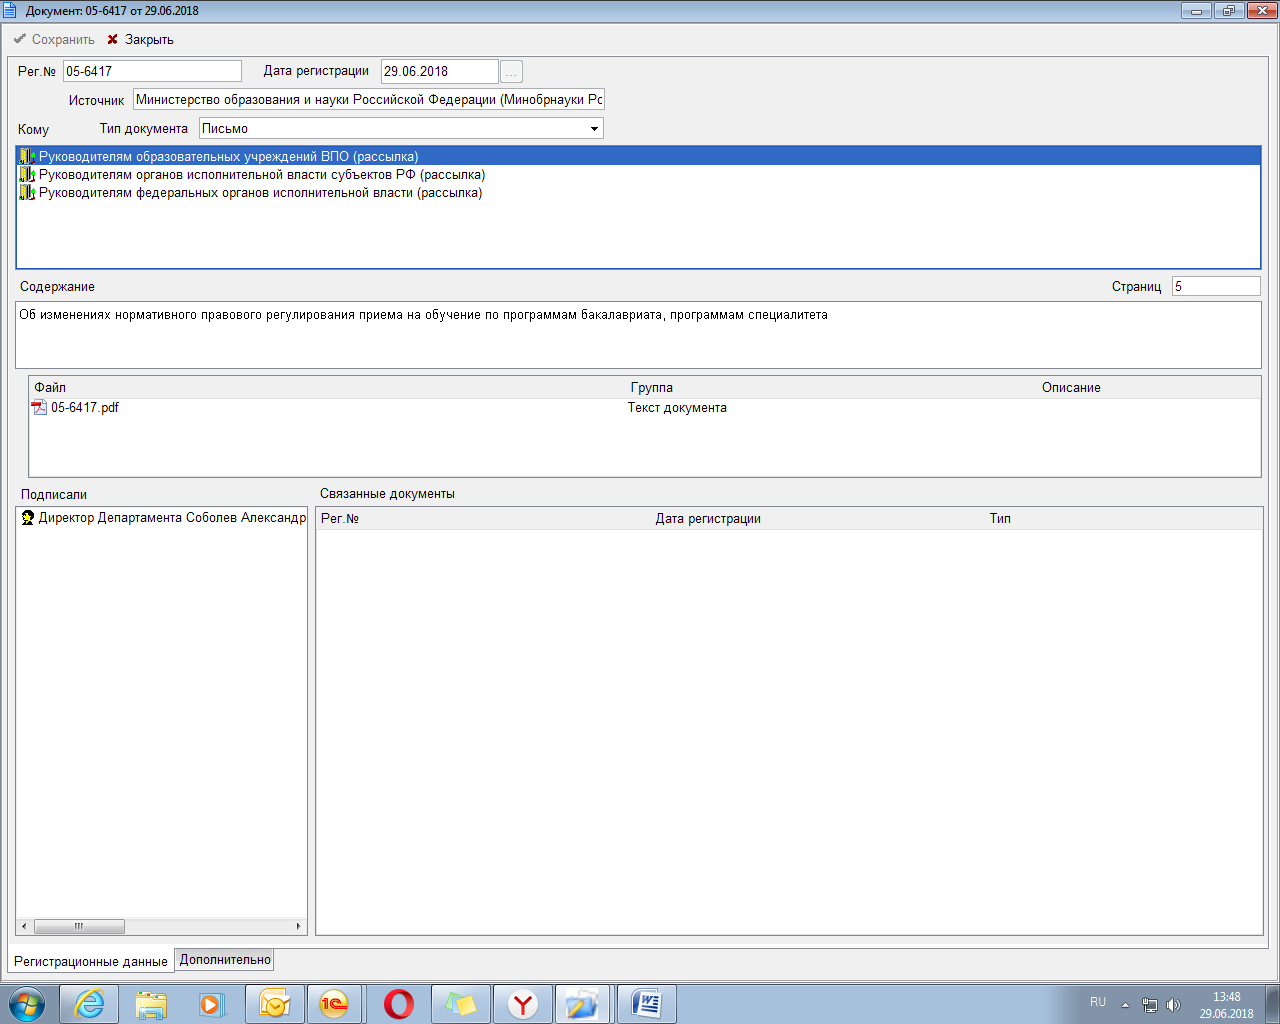 Документ: 05-6417 от 29.06.2018
Сохранить Закрыть
Рег.№ 05-6417 Дата регистрации 29.06.2018 ...
Источник Министерство образования и науки Российской Федерации (Минобрнауки Рс
Кому Тип документа Письмо
Руководителям образовательных учреждений ВПО (рассылка)
Руководителям органов исполнительной власти субъектов РФ (рассылка)
Руководителям федеральных органов исполнительной власти (рассылка)
Содержание Страниц 5
Об изменениях нормативного правового регулирования приема на обучение по программам бакалавриата, программам специалитета
Файл Группа Описание
05-6417.pdf Текст документа
Подписали Связанные документы
Директор Департамента Соболев Александр
Рег.№ Дата регистрации Тип
Регистрационные данные Дополнительно
RU 13:48
29.06.2018